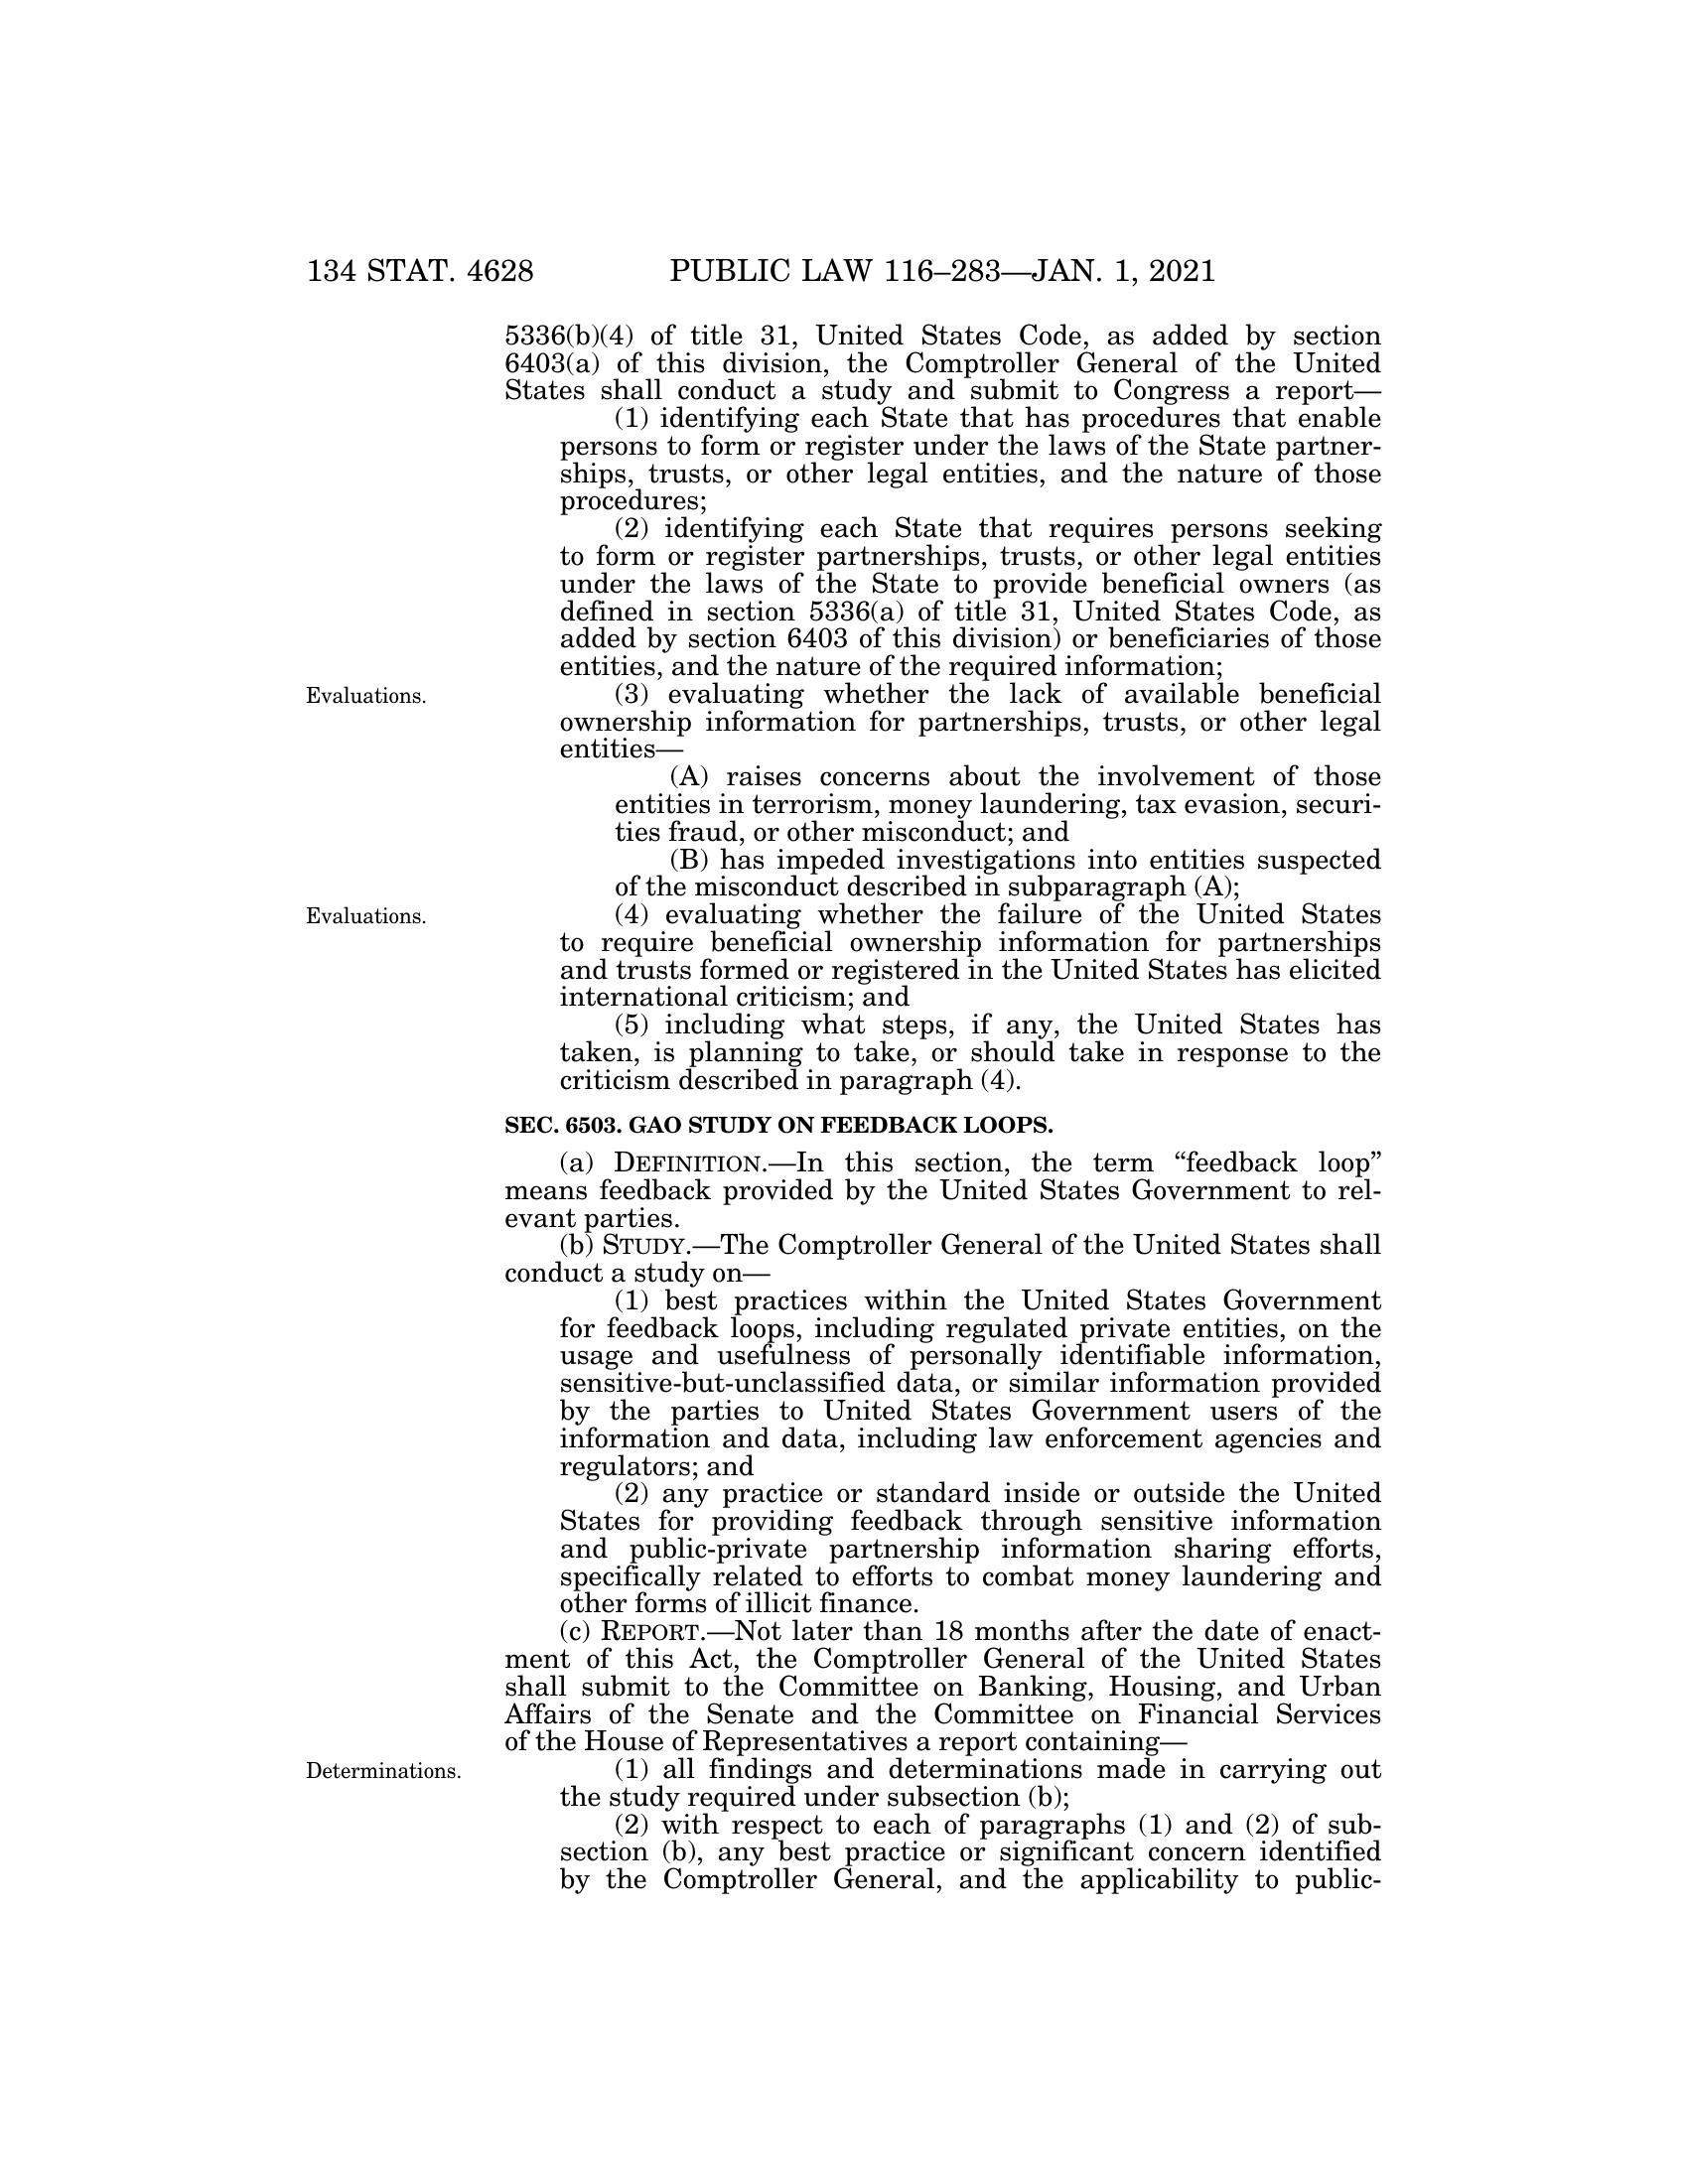 134 STAT. 4628 PUBLIC LAW 116–283—JAN. 1, 2021
5336(b)(4) of title 31, United States Code, as added by section
6403(a) of this division, the Comptroller General of the United
States shall conduct a study and submit to Congress a report—
(1) identifying each State that has procedures that enable
persons to form or register under the laws of the State partner-
ships, trusts, or other legal entities, and the nature of those
procedures;
(2) identifying each State that requires persons seeking
to form or register partnerships, trusts, or other legal entities
under the laws of the State to provide beneficial owners (as
defined in section 5336(a) of title 31, United States Code, as
added by section 6403 of this division) or beneficiaries of those
entities, and the nature of the required information;
Evaluations.
(3) evaluating whether the lack of available beneficial
ownership information for partnerships, trusts, or other legal
entities—
(A) raises concerns about the involvement of those
entities in terrorism, money laundering, tax evasion, securi-
ties fraud, or other misconduct; and
(B) has impeded investigations into entities suspected
of the misconduct described in subparagraph (A);
Evaluations.
(4) evaluating whether the failure of the United States
to require beneficial ownership information for partnerships
and trusts formed or registered in the United States has elicited
international criticism; and
(5) including what steps, if any, the United States has
taken, is planning to take, or should take in response to the
criticism described in paragraph (4).
SEC. 6503. GAO STUDY ON FEEDBACK LOOPS.
(a) DEFINITION.—In this section, the term “feedback loop”
means feedback provided by the United States Government to rel-
evant parties.
(b) STUDY.—The Comptroller General of the United States shall
conduct a study on—
(1) best practices within the United States Government
for feedback loops, including regulated private entities, on the
usage and usefulness of personally identifiable information,
sensitive-but-unclassified data, or similar information provided
by the parties to United States Government users of the
information and data, including law enforcement agencies and
regulators; and
(2) any practice or standard inside or outside the United
States for providing feedback through sensitive information
and public-private partnership information sharing efforts,
specifically related to efforts to combat money laundering and
other forms of illicit finance.
(c) REPORT.—Not later than 18 months after the date of enact-
ment of this Act, the Comptroller General of the United States
shall submit to the Committee on Banking, Housing, and Urban
Affairs of the Senate and the Committee on Financial Services
of the House of Representatives a report containing—
Determinations.
(1) all findings and determinations made in carrying out
the study required under subsection (b);
(2) with respect to each of paragraphs (1) and (2) of sub-
section (b), any best practice or significant concern identified
by the Comptroller General, and the applicability to public-